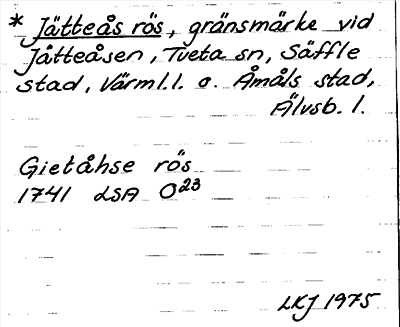 * Jätteås rös, gränsmärke vid
Jätteåsen, Tveta sn, Säffle
stad, Värml.l. o. Åmåls stad,
Älvsb. l.
Gietåhse rös
1741 LSA O23
LKJ 1975